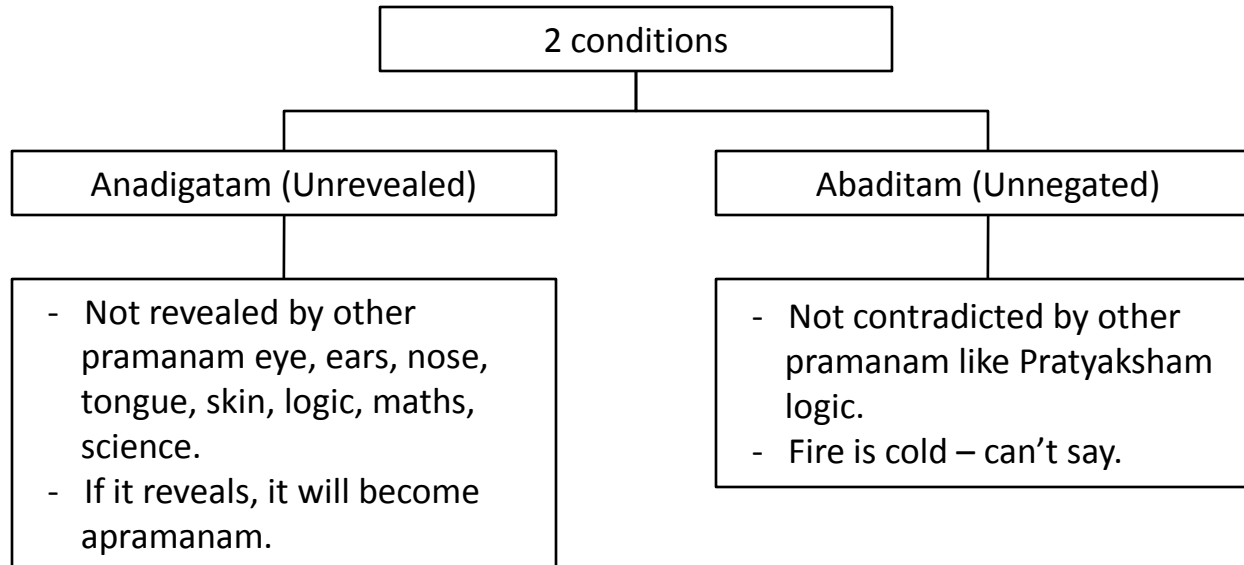 2 conditions
Anadigatam (Unrevealed)
Abaditam (Unnegated)
- Not revealed by other
pramanam eye, ears, nose,
tongue, skin, logic, maths,
science.
- If it reveals, it will become
apramanam.
- Not contradicted by other
pramanam like Pratyaksham
logic.
- Fire is cold – can’t say.